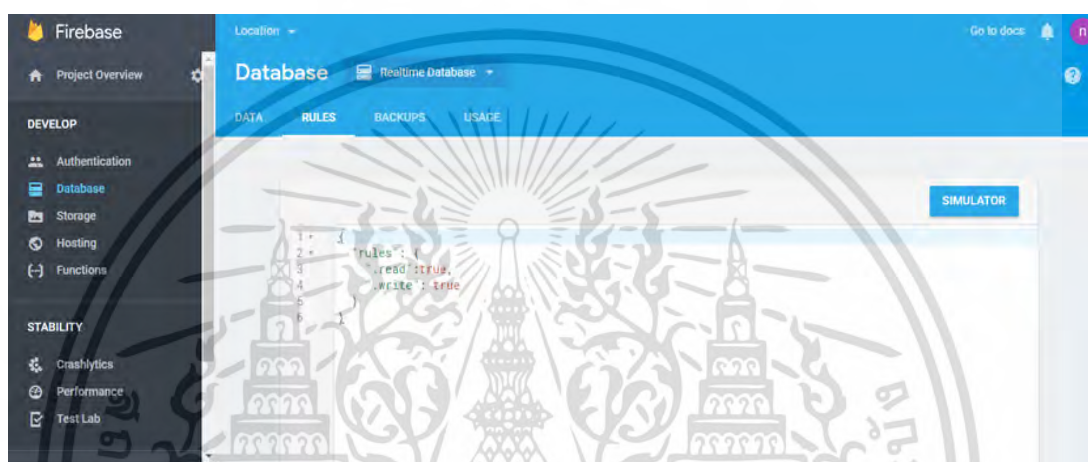 Firebase
Project Overview
DEVELOP
Authentication
Database
Storage
Hosting
Functions
STABILITY
Crashlytics
Performance
Test Lab
Location
Go to docs
n
Database
Realtime Database
?
DATA RULES BACKUPS USAGE
SIMULATOR
1 {
2 "rules": {
3 ".read":true,
4 ".write": true
5 }
6 }